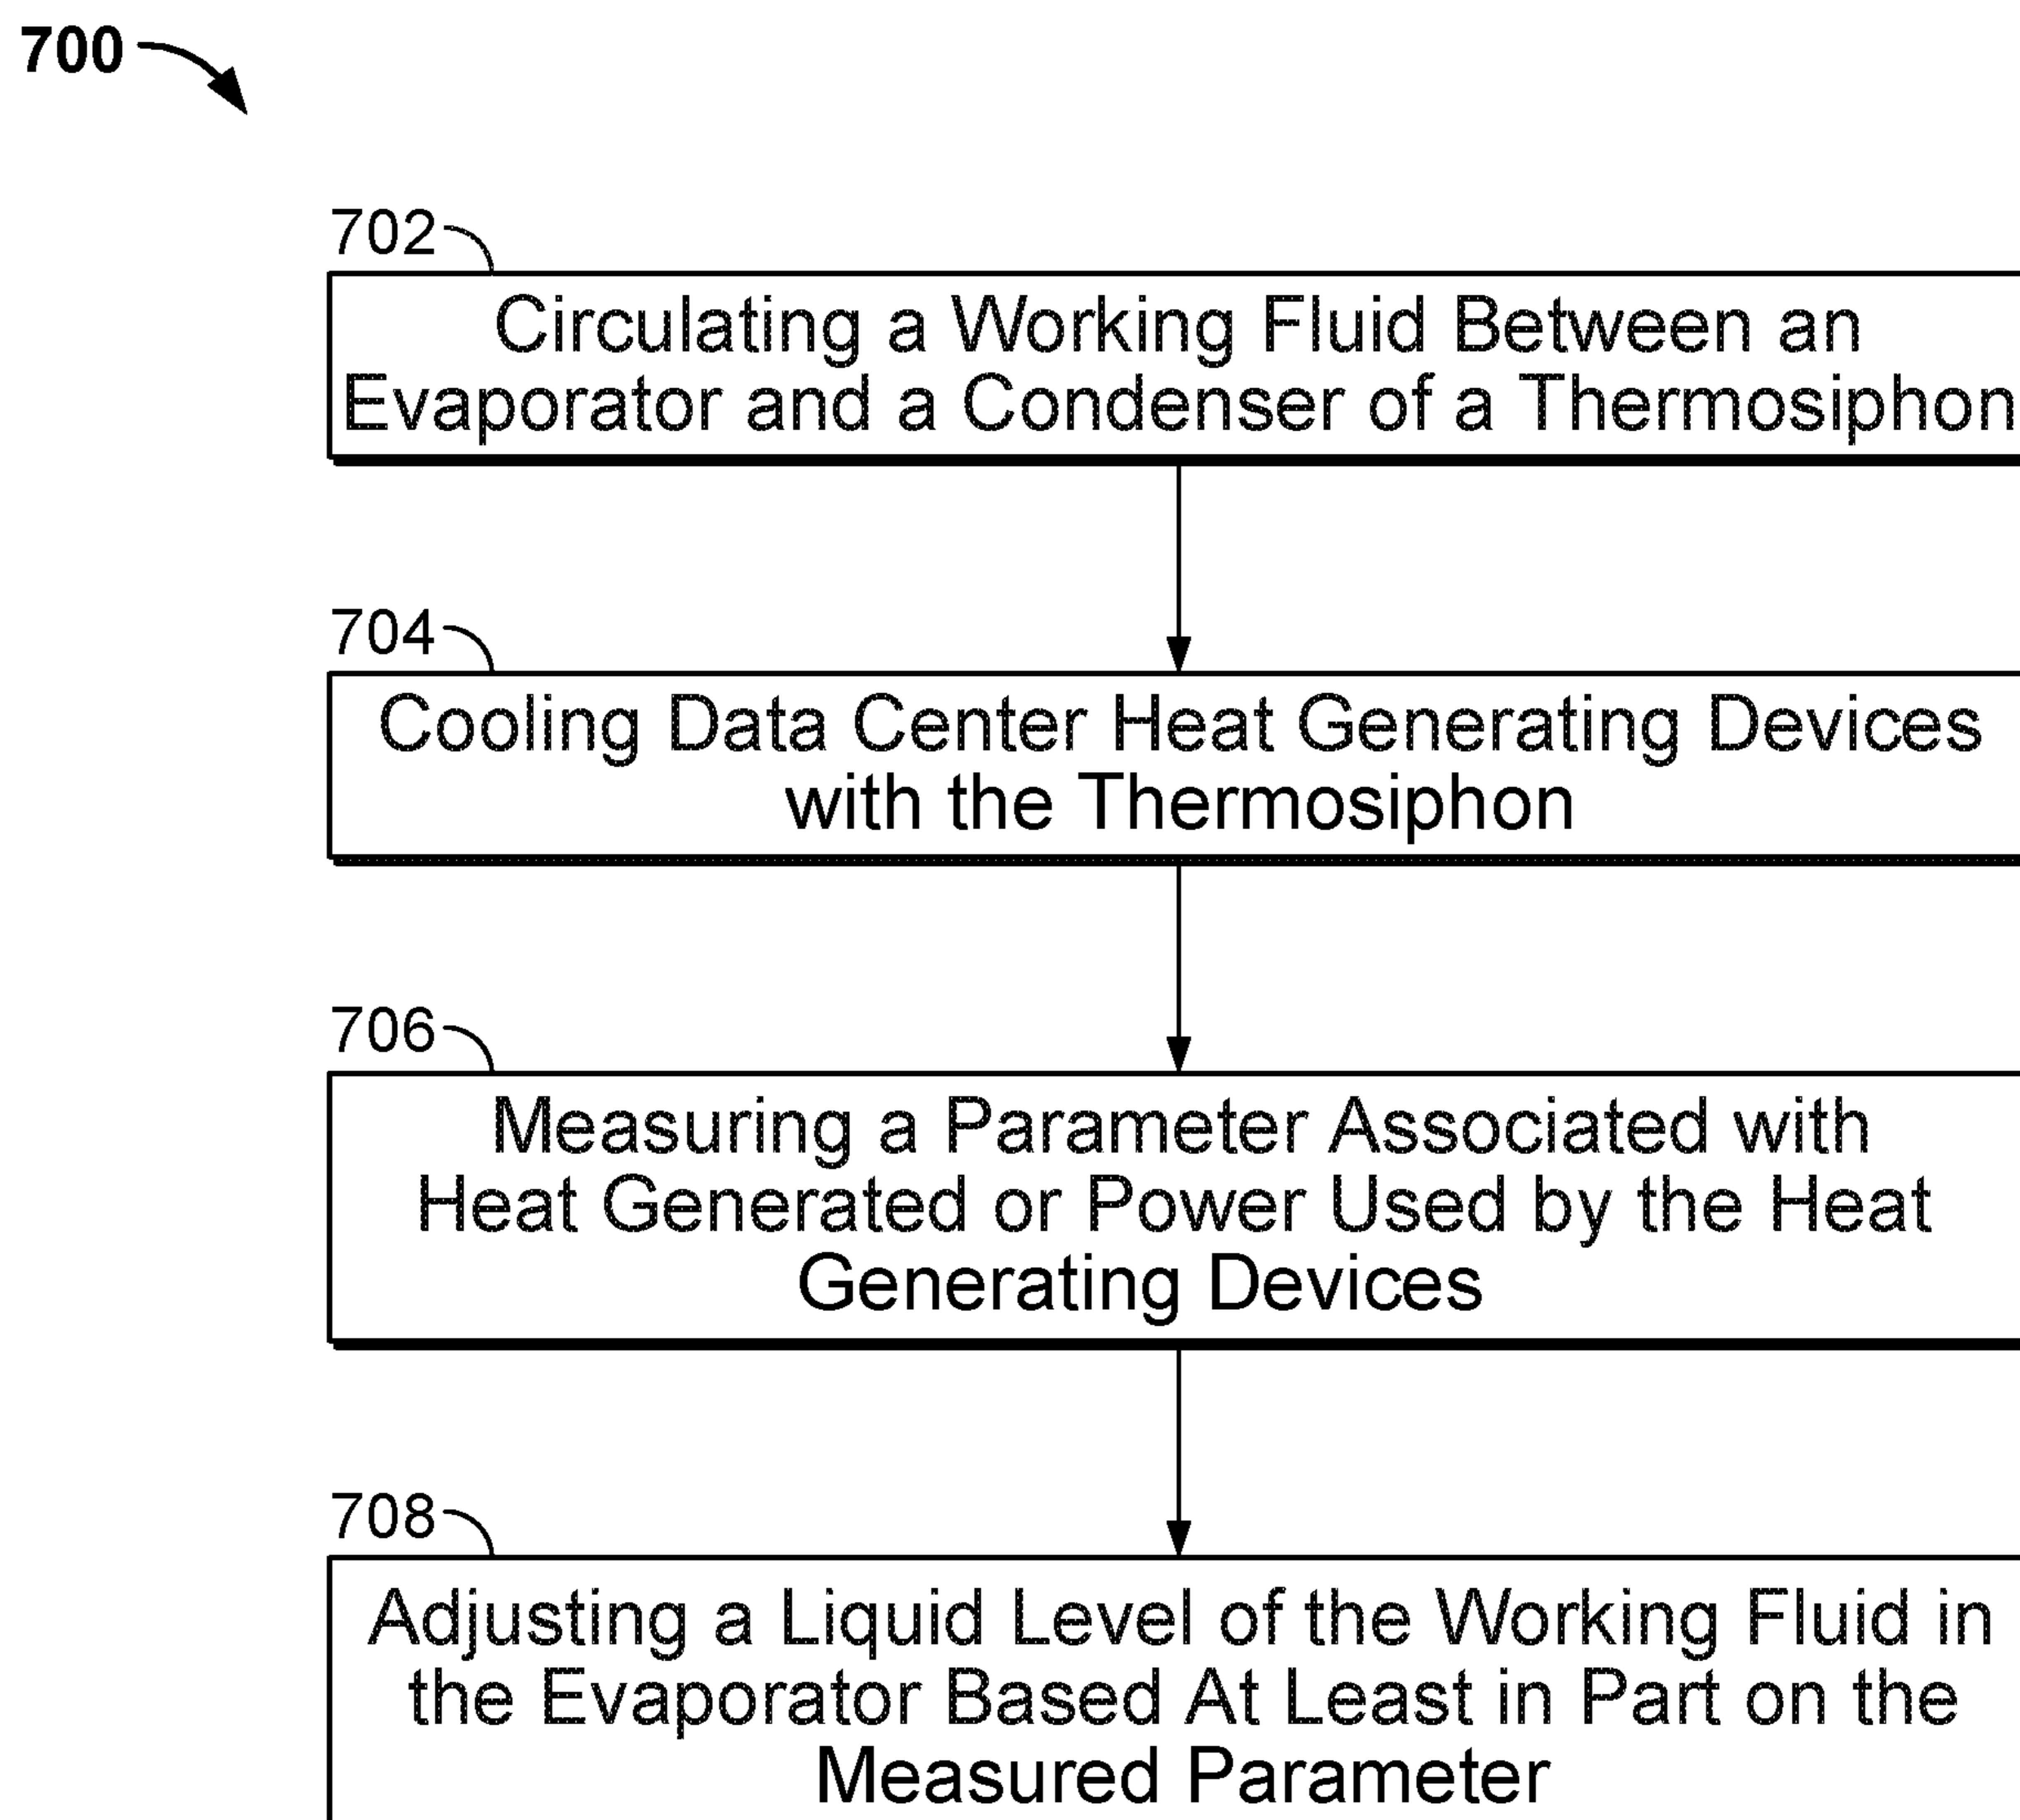 700
702
Circulating a Working Fluid Between an
Evaporator and a Condenser of a Thermosiphon
704
Cooling Data Center Heat Generating Devices
with the Thermosiphon
706
Measuring a Parameter Associated with
Heat Generated or Power Used by the Heat
Generating Devices
708
Adjusting a Liquid Level of the Working Fluid in
the Evaporator Based At Least in Part on the
Measured Parameter